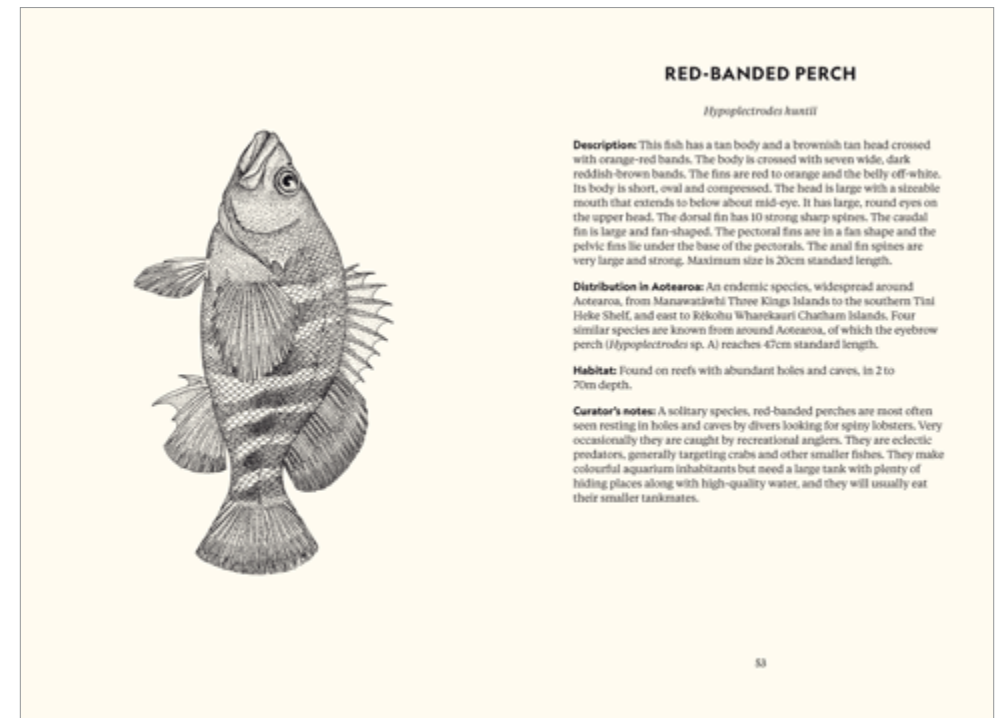 RED-BANDED PERCH
Hypoplectrodes huntii
Description: This fish has a tan body and a brownish tan head crossed
with orange-red bands. The body is crossed with seven wide, dark
reddish-brown bands. The fins are red to orange and the belly off-white.
Its body is short, oval and compressed. The head is large with a sizeable
mouth that extends to below about mid-eye. It has large, round eyes on
the upper head. The dorsal fin has 10 strong sharp spines. The caudal
fin is large and fan-shaped. The pectoral fins are in a fan shape and the
pelvic fins lie under the base of the pectorals. The anal fin spines are
very large and strong. Maximum size is 20cm standard length.
Distribution in Aotearoa: An endemic species, widespread around
Aotearoa, from Manawatāwhi Three Kings Islands to the southern Tini
Heke Shelf, and east to Rēkohu Wharekauri Chatham Islands. Four
similar species are known from around Aotearoa, of which the eyebrow
perch (Hypoplectrodes sp. A) reaches 47cm standard length.
Habitat: Found on reefs with abundant holes and caves, in 2 to
70m depth.
Curator's notes: A solitary species, red-banded perches are most often
seen resting in holes and caves by divers looking for spiny lobsters. Very
occasionally they are caught by recreational anglers. They are eclectic
predators, generally targeting crabs and other smaller fishes. They make
colourful aquarium inhabitants but need a large tank with plenty of
hiding places along with high-quality water, and they will usually eat
their smaller tankmates.
53